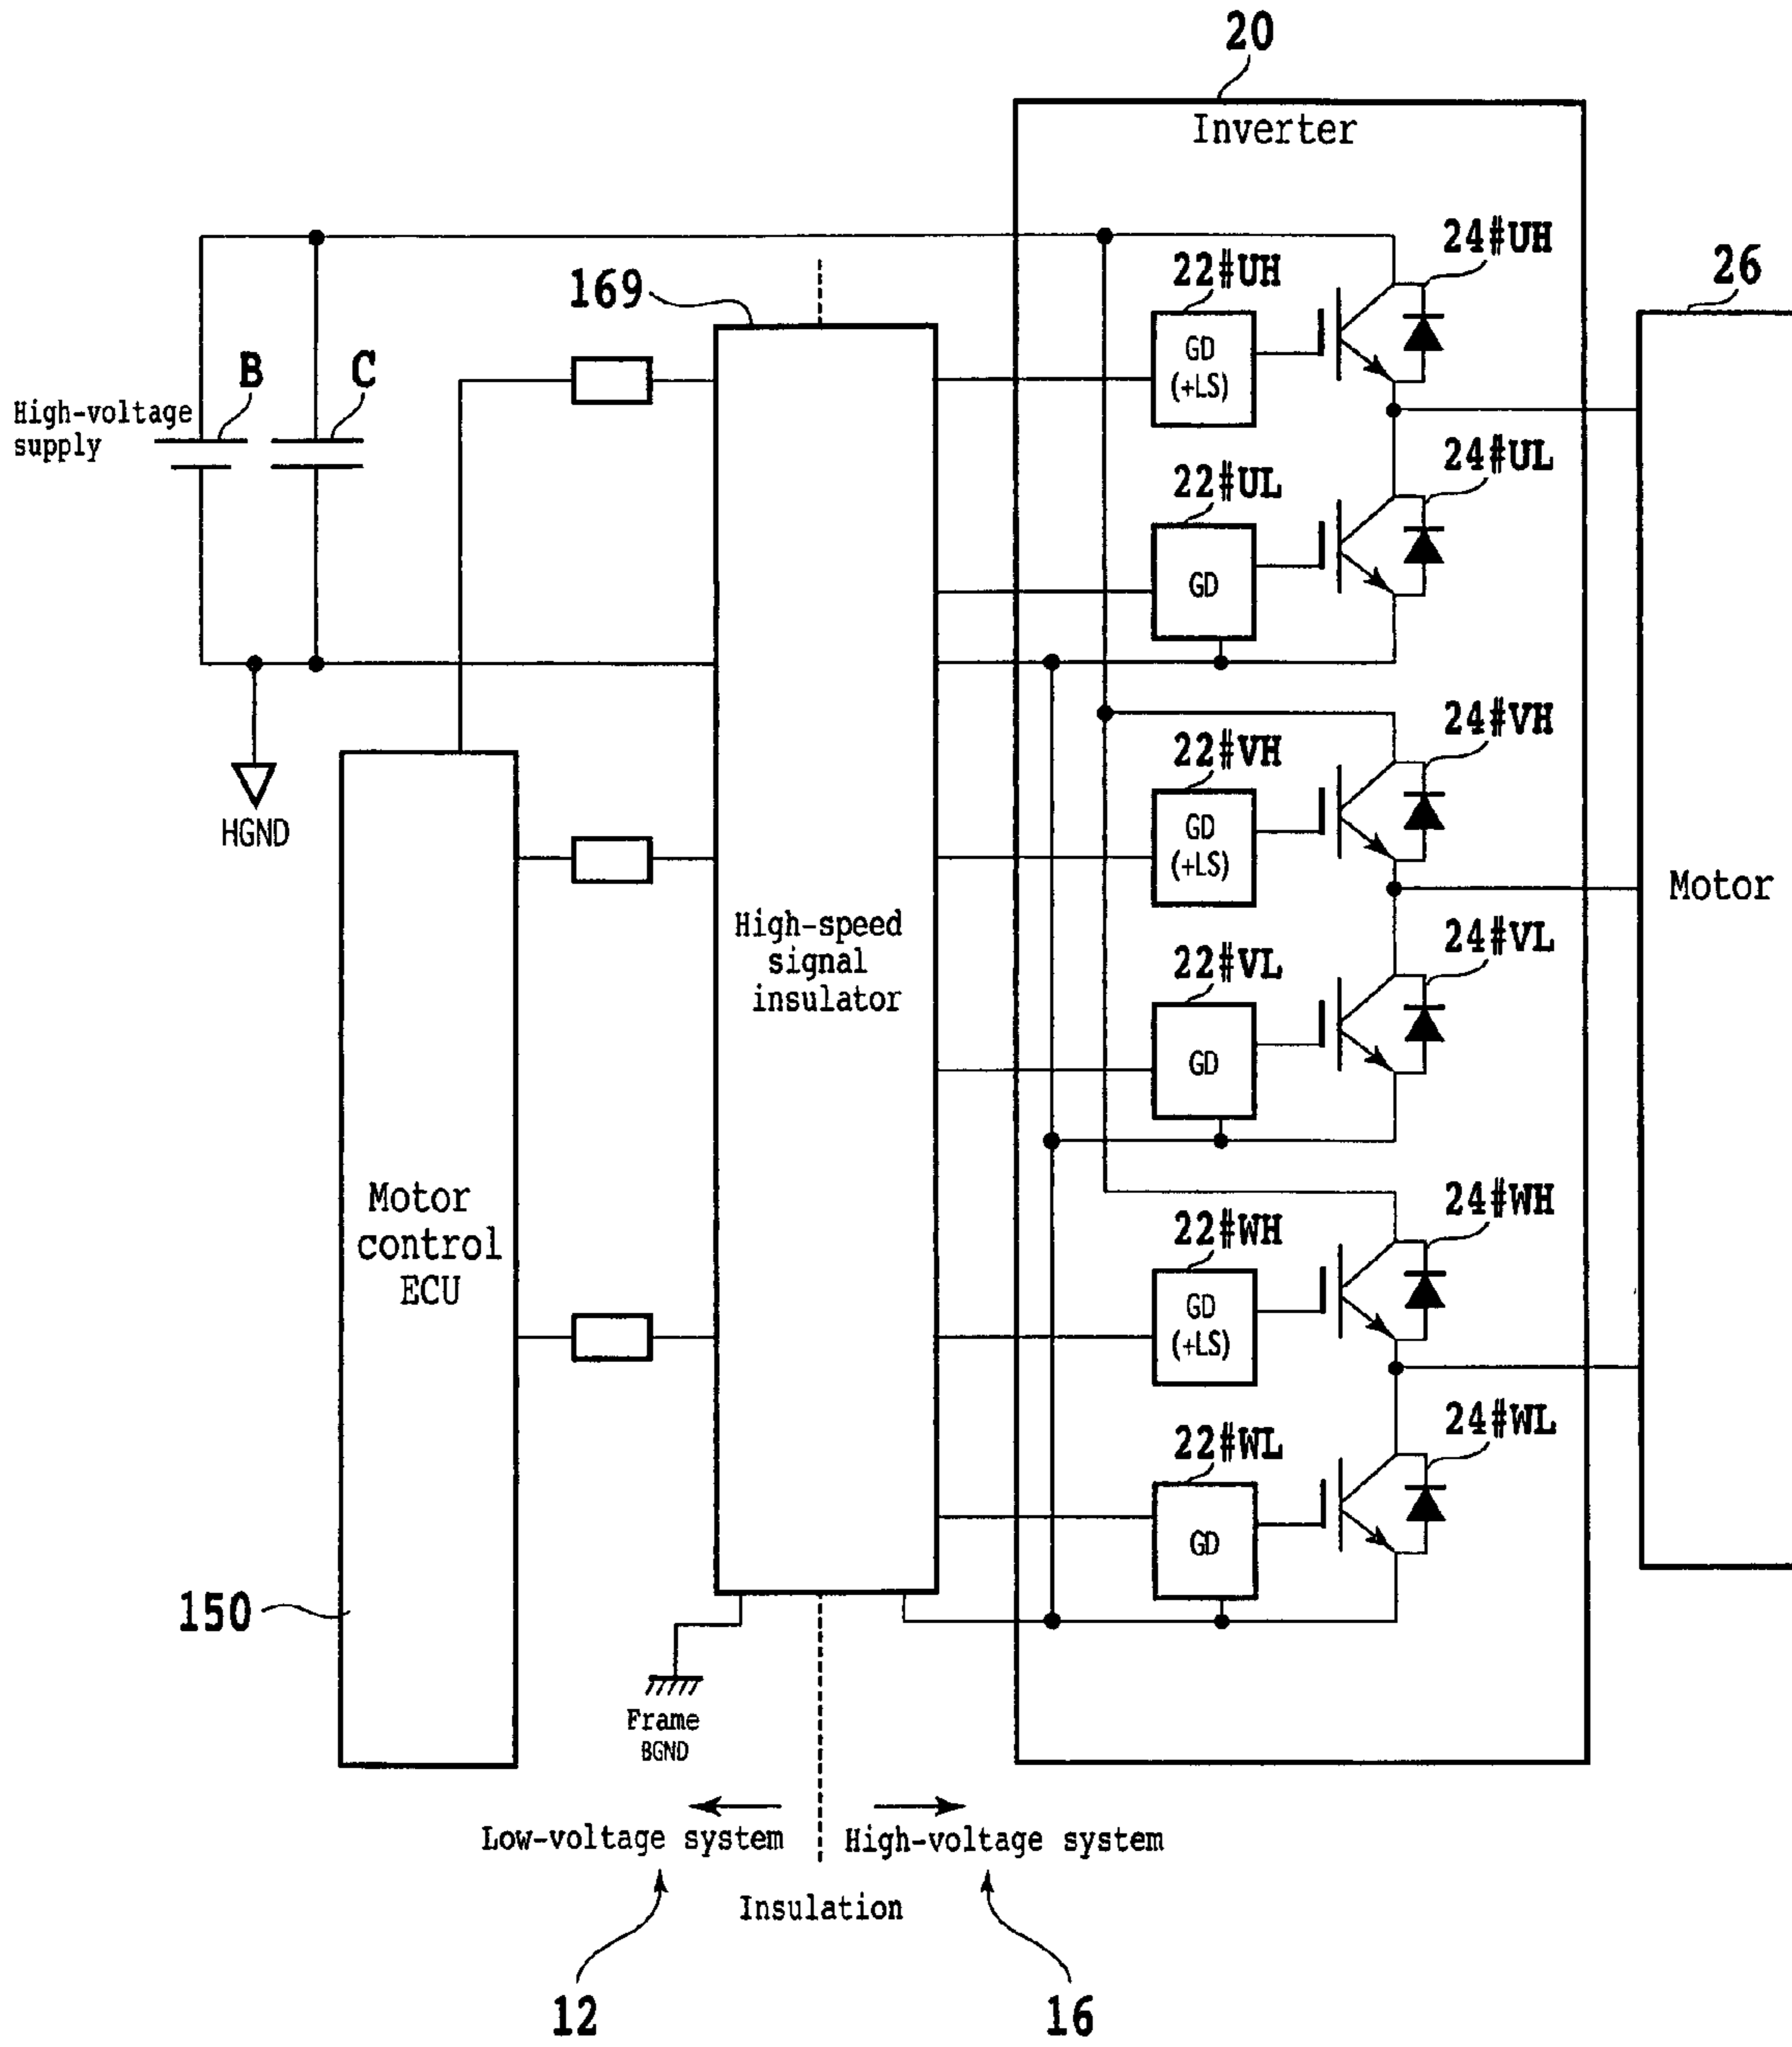 20
Inverter
24#UH
22#UH
26
169
GD
(+LS)
B
C
High-voltage
supply
24#UL
22#UL
GD
24#VH
22#VH
HGND
GD
(+LS)
Motor
High-speed
signal
insulator
24#VL
22#VL
GD
Motor
control
ECU
24#WH
22#WH
GD
(+LS)
24#WL
22#WL
GD
150
Frame
BGND
Low-voltage system
High-voltage system
Insulation
12
16